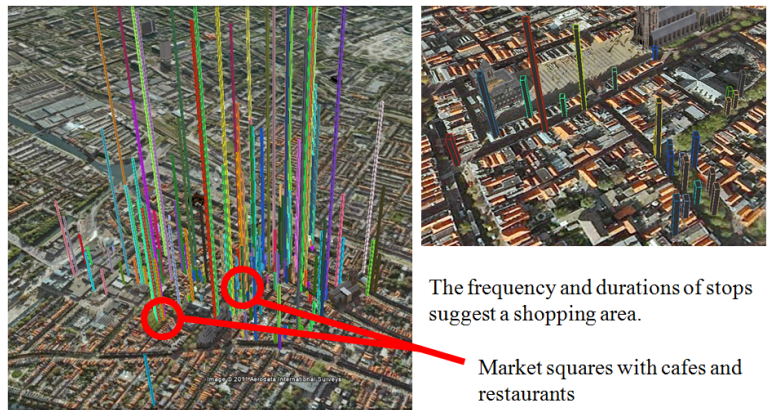 The frequency and durations of stops
suggest a shopping area.
Market squares with cafes and
restaurants
Image © 2011 Aerodata International Surveys